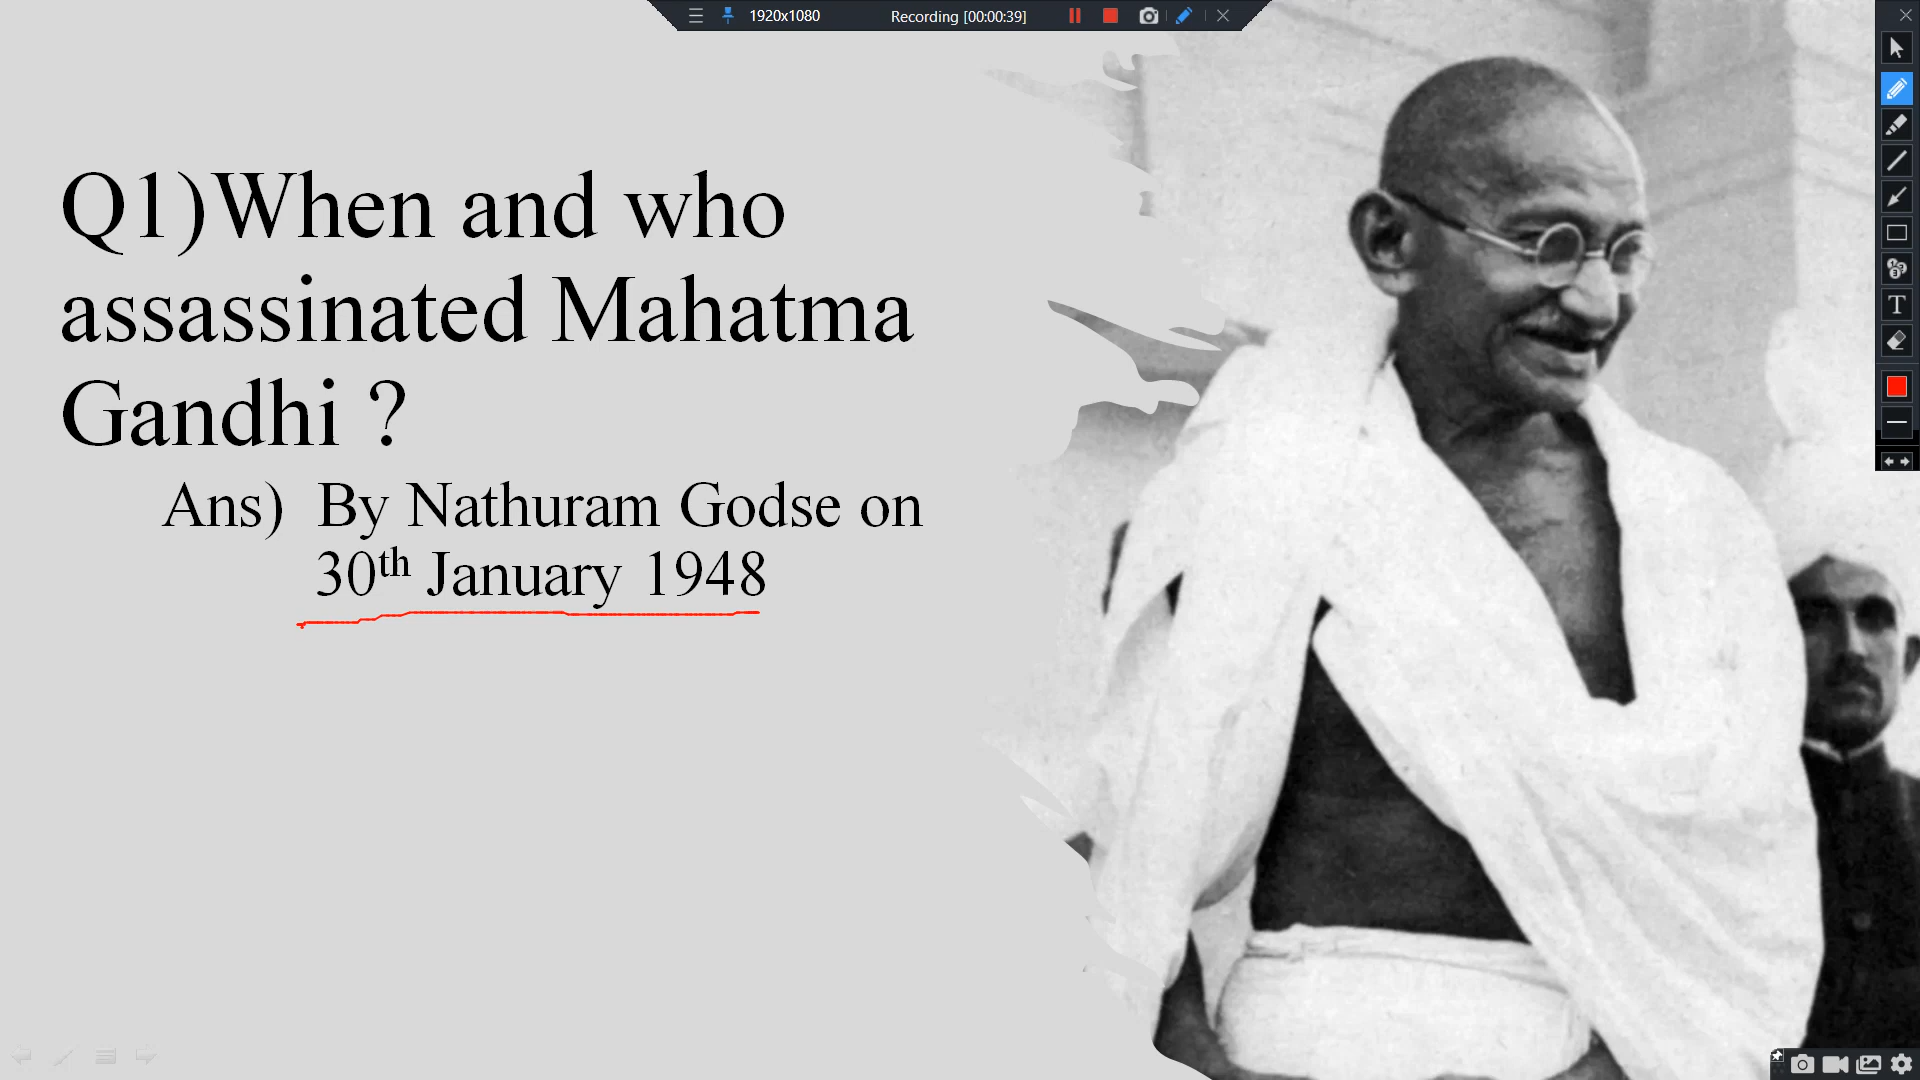 1920x1080
Recording [00:00:39]
Q1)When and who
assassinated Mahatma
Gandhi ?
Ans) By Nathuram Godse on
30th January 1948
T